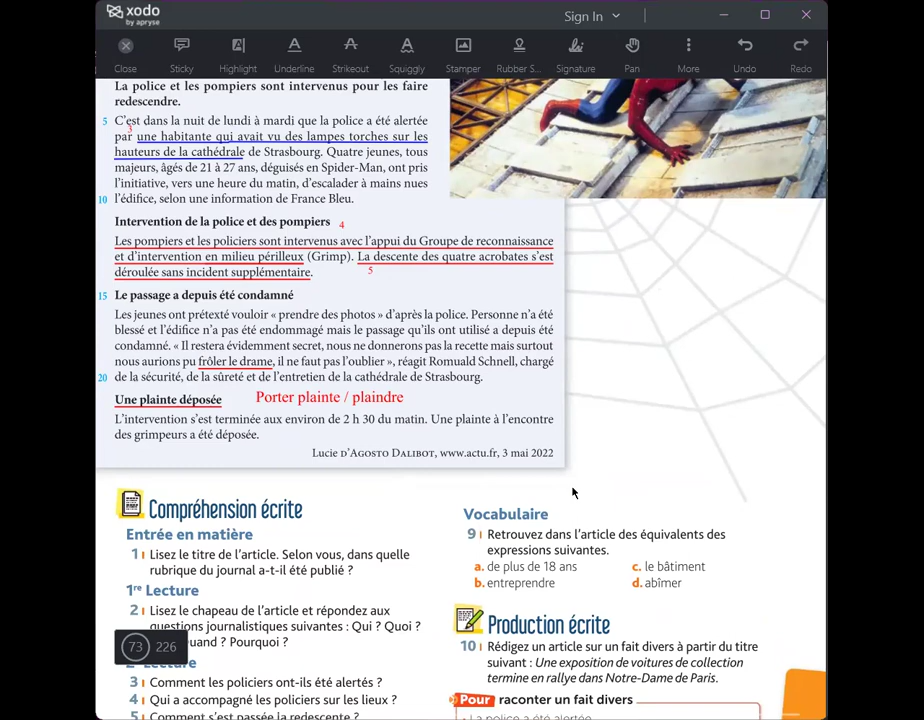 xodo
by apryse
Sign In
Close
Sticky
Highlight
Underline
Strikeout
Squiggly
Stamper
Rubber S...
Signature
Pan
More
Undo
Redo
La police et les pompiers sont intervenus pour les faire
redescendre.
5 C'est dans la nuit de lundi à mardi que la police a été alertée
3
par une habitante qui avait vu des lampes torches sur les
hauteurs de la cathédrale de Strasbourg. Quatre jeunes, tous
majeurs, âgés de 21 à 27 ans, déguisés en Spider-Man, ont pris
l'initiative, vers une heure du matin, d'escalader à mains nues
10 l'édifice, selon une information de France Bleu.
Intervention de la police et des pompiers 4
Les pompiers et les policiers sont intervenus avec l'appui du Groupe de reconnaissance
et d'intervention en milieu périlleux (Grimp). La descente des quatre acrobates s'est
déroulée sans incident supplémentaire. 5
15 Le passage a depuis été condamné
Les jeunes ont prétexté vouloir « prendre des photos » d'après la police. Personne n'a été
blessé et l'édifice n'a pas été endommagé mais le passage qu'ils ont utilisé a depuis été
condamné. « Il restera évidemment secret, nous ne donnerons pas la recette mais surtout
nous aurions pu frôler le drame, il ne faut pas l'oublier », réagit Romuald Schnell, chargé
20 de la sécurité, de la sûreté et de l'entretien de la cathédrale de Strasbourg.
Une plainte déposée Porter plainte / plaindre
L'intervention s'est terminée aux environ de 2 h 30 du matin. Une plainte à l'encontre
des grimpeurs a été déposée.
Lucie D'AGOSTO DALIBOT, www.actu.fr, 3 mai 2022
Compréhension écrite
Entrée en matière
1 Lisez le titre de l'article. Selon vous, dans quelle
rubrique du journal a-t-il été publié ?
1re Lecture
2 Lisez le chapeau de l'article et répondez aux
questions journalistiques suivantes : Qui ? Quoi ?
uand ? Pourquoi ?
73 226
Lecture
3 Comment les policiers ont-ils été alertés ?
4 Qui a accompagné les policiers sur les lieux ?
5 Comment s'est passée la redescente ?
Vocabulaire
9 Retrouvez dans l'article des équivalents des
expressions suivantes.
a. de plus de 18 ans c. le bâtiment
b. entreprendre d. abîmer
Production écrite
10 Rédigez un article sur un fait divers à partir du titre
suivant : Une exposition de voitures de collection
termine en rallye dans Notre-Dame de Paris.
Pour raconter un fait divers
- La police a été alertée